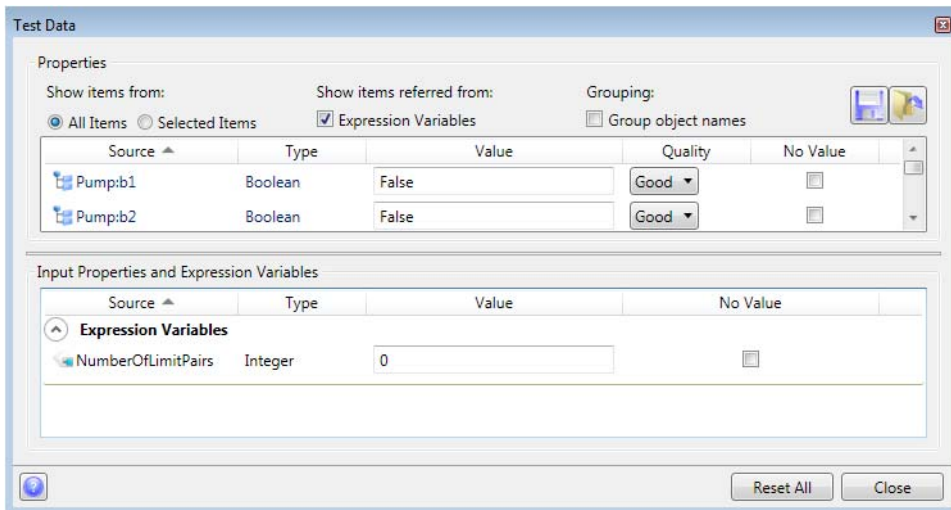 Test Data
Properties
Show items from: Show items referred from: Grouping:
All Items Selected Items Expression Variables Group object names
Source Type Value Quality No Value
Pump:b1 Boolean False Good
Pump:b2 Boolean False Good
Input Properties and Expression Variables
Source Type Value No Value
Expression Variables
NumberOfLimitPairs Integer 0
? Reset All Close